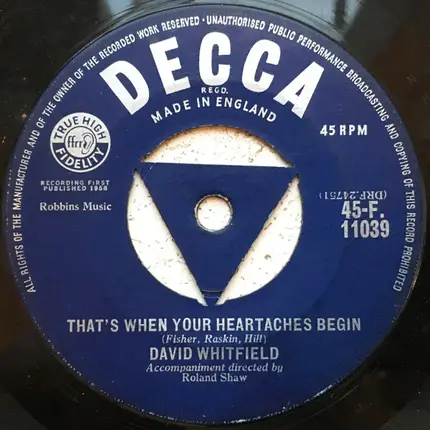 ALL RIGHTS OF THE MANUFACTURER AND OF THE OWNER OF THE RECORDED WORK RESERVED · UNAUTHORISED PUBLIC PERFORMANCE BROADCASTING AND COPYING OF THIS RECORD PROHIBITED
DECCA
REGD.
MADE IN ENGLAND
TRUE HIGH
ffrr
FIDELITY
45 RPM
RECORDING FIRST
PUBLISHED 1958
Robbins Music
(DRF.24751)
45-F.
11039
THAT'S WHEN YOUR HEARTACHES BEGIN
(Fisher, Raskin, Hill)
DAVID WHITFIELD
Accompaniment directed by
Roland Shaw